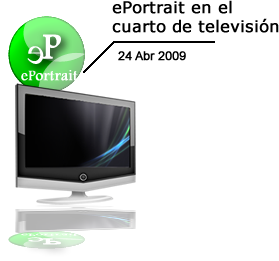 ePortrait en el
cuarto de televisión
24 Abr 2009
eP
ePortrait